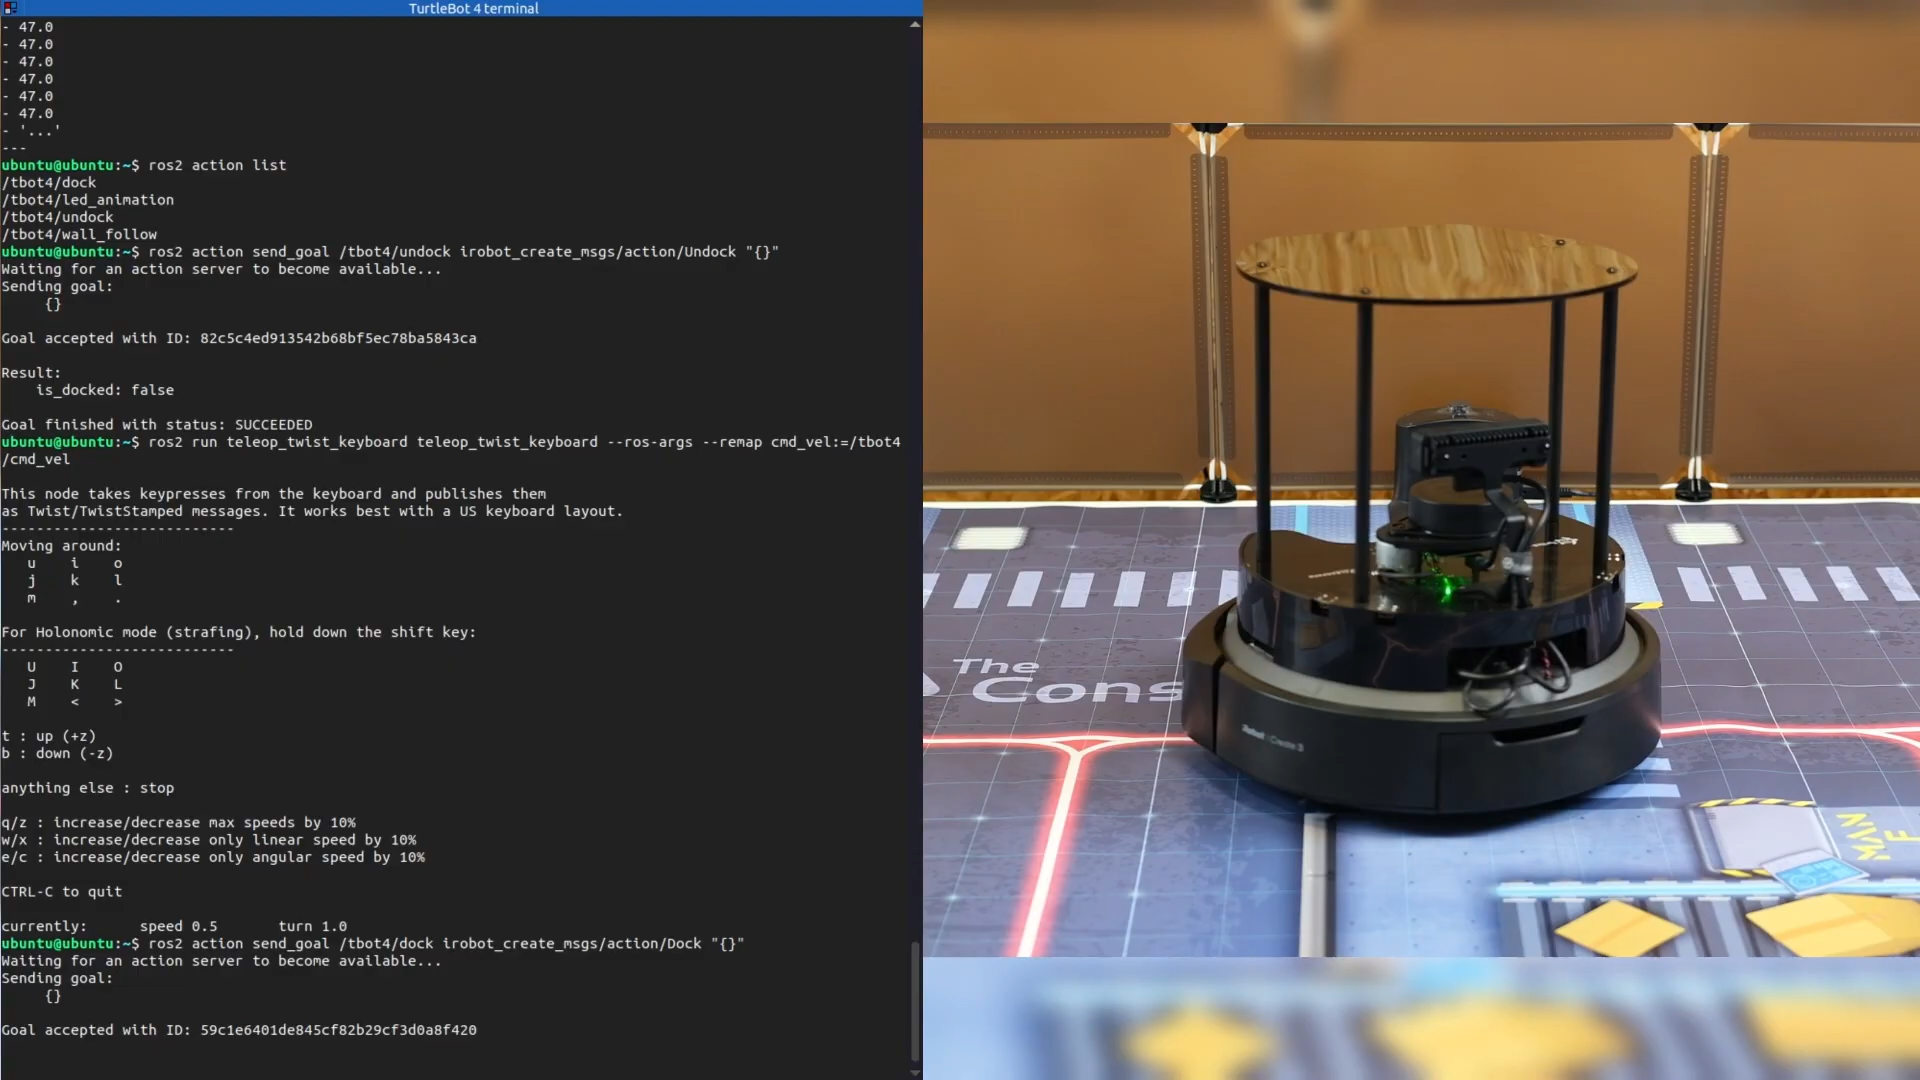 TurtleBot 4 terminal
- 47.0
- 47.0
- 47.0
- 47.0
- 47.0
- 47.0
- '...'
---
ubuntu@ubuntu:~$ ros2 action list
/tbot4/dock
/tbot4/led_animation
/tbot4/undock
/tbot4/wall_follow
ubuntu@ubuntu:~$ ros2 action send_goal /tbot4/undock irobot_create_msgs/action/Undock "{}"
Waiting for an action server to become available...
Sending goal:
     {}
Goal accepted with ID: 82c5c4ed913542b68bf5ec78ba5843ca
Result:
    is_docked: false
Goal finished with status: SUCCEEDED
ubuntu@ubuntu:~$ ros2 run teleop_twist_keyboard teleop_twist_keyboard --ros-args --remap cmd_vel:=/tbot4
/cmd_vel
This node takes keypresses from the keyboard and publishes them
as Twist/TwistStamped messages. It works best with a US keyboard layout.
---------------------------
Moving around:
   u    i    o
   j    k    l
   m    ,    .
For Holonomic mode (strafing), hold down the shift key:
---------------------------
   U    I    O
   J    K    L
   M    <    >
t : up (+z)
b : down (-z)
anything else : stop
q/z : increase/decrease max speeds by 10%
w/x : increase/decrease only linear speed by 10%
e/c : increase/decrease only angular speed by 10%
CTRL-C to quit
currently:      speed 0.5       turn 1.0
ubuntu@ubuntu:~$ ros2 action send_goal /tbot4/dock irobot_create_msgs/action/Dock "{}"
Waiting for an action server to become available...
Sending goal:
     {}
Goal accepted with ID: 59c1e6401de845cf82b29cf3d0a8f420
The
Cons
iRobot Create 3